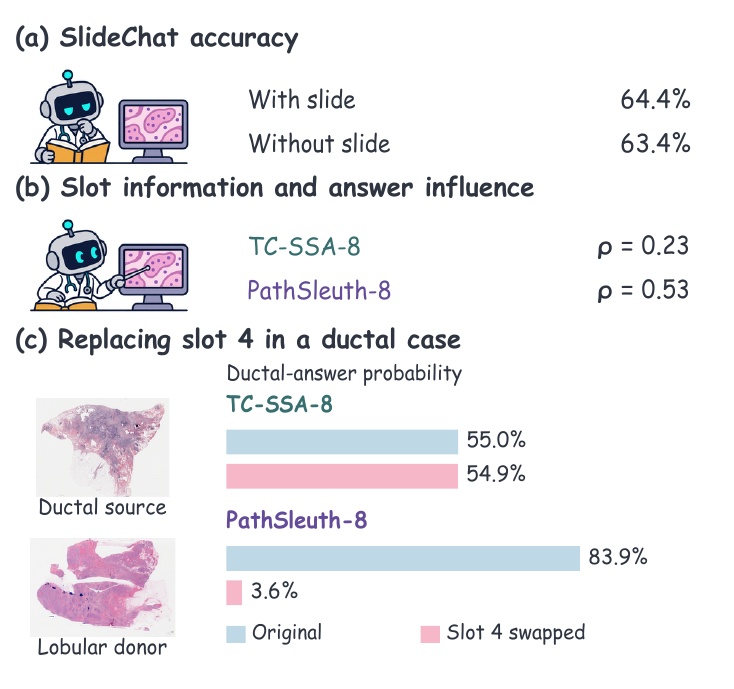 (a) SlideChat accuracy
With slide 64.4%
Without slide 63.4%
(b) Slot information and answer influence
TC-SSA-8 ρ = 0.23
PathSleuth-8 ρ = 0.53
(c) Replacing slot 4 in a ductal case
Ductal-answer probability
TC-SSA-8
55.0%
54.9%
Ductal source
PathSleuth-8
83.9%
3.6%
Original Slot 4 swapped
Lobular donor